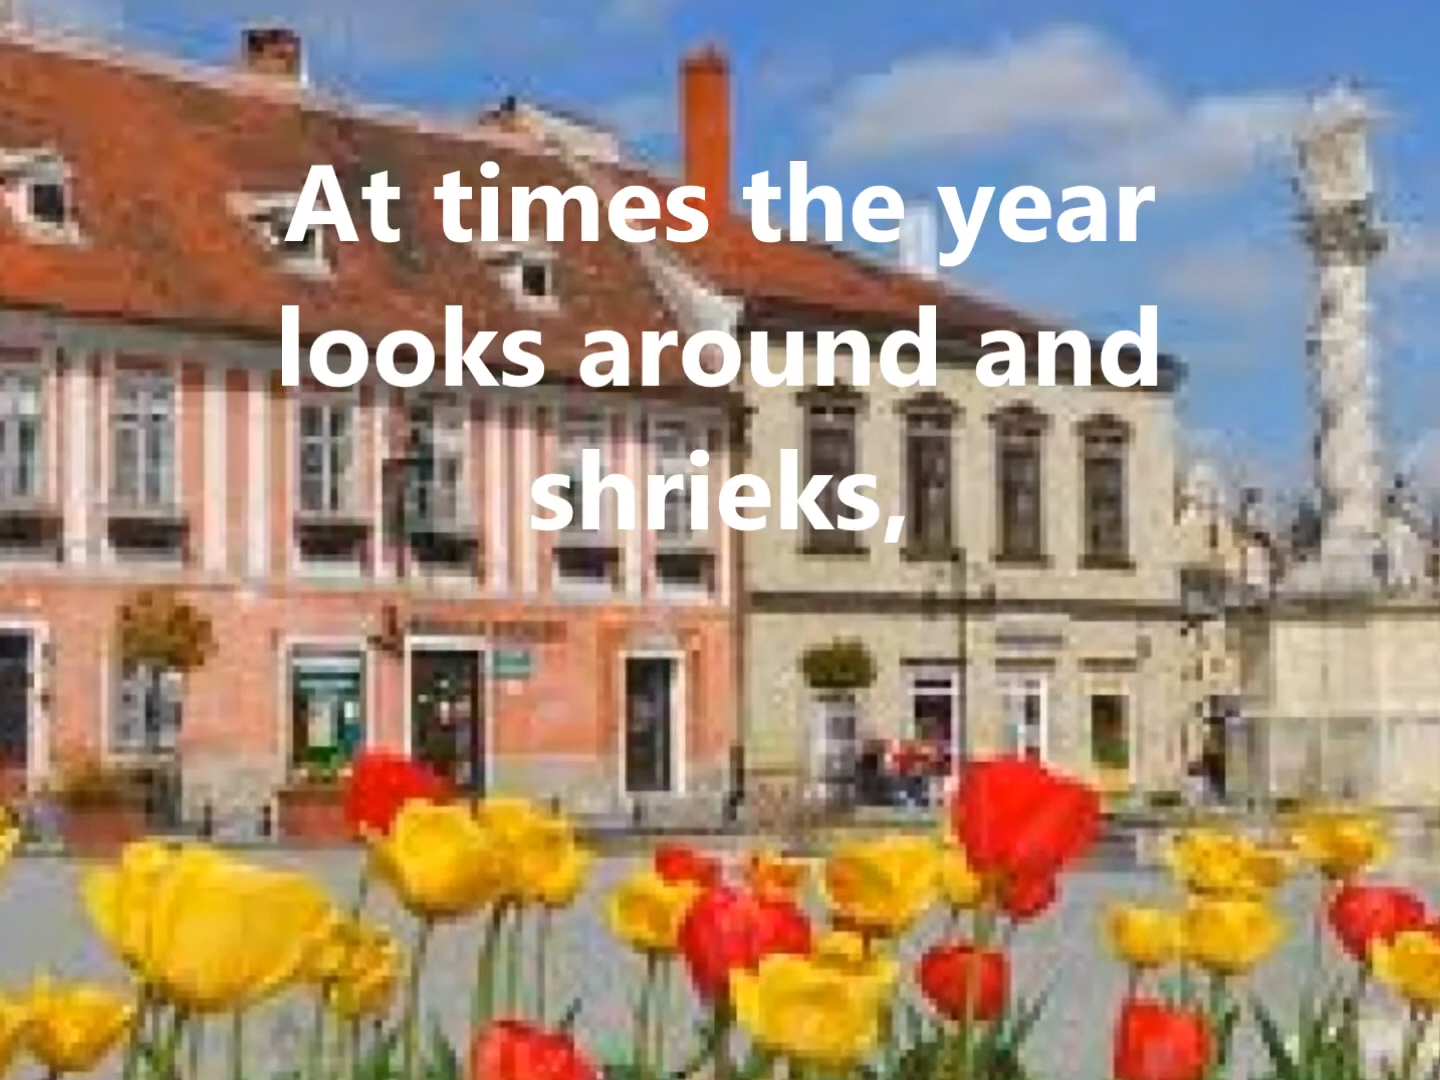 At times the year
looks around and
shrieks,